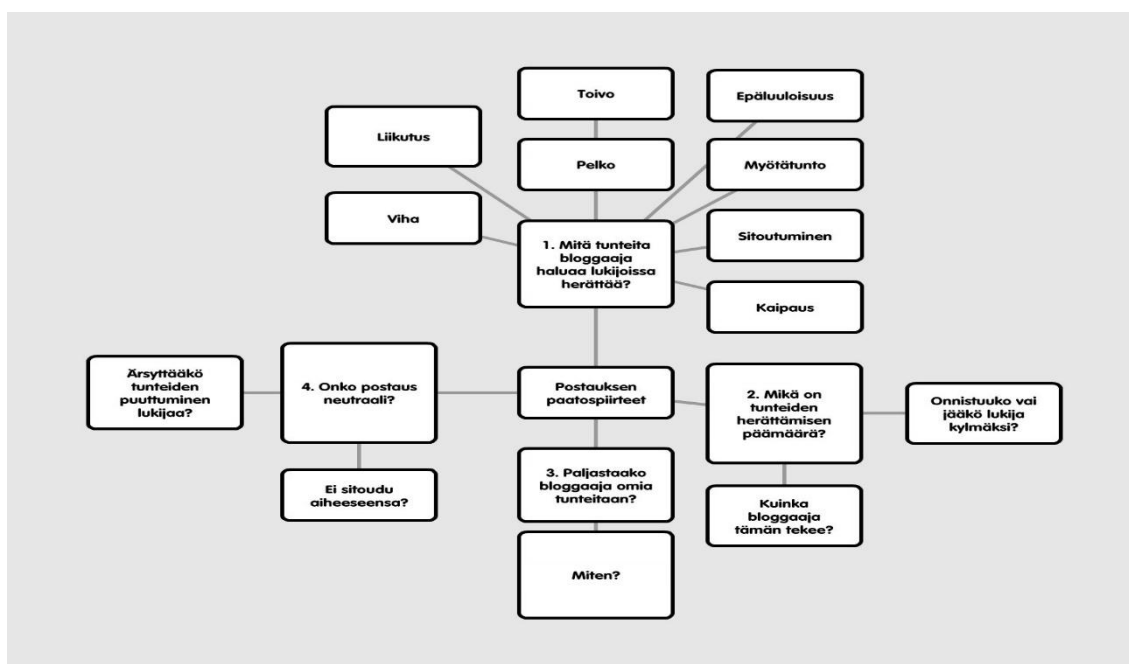 Toivo
Epäluuloisuus
Liikutus
Pelko
Myötätunto
Viha
1. Mitä tunteita
bloggaaja
haluaa lukijoissa
herättää?
Sitoutuminen
Kaipaus
Ärsyttääkö
tunteiden
puuttuminen
lukijaa?
4. Onko postaus
neutraali?
Postauksen
paatospiirteet
2. Mikä on
tunteiden
herättämisen
päämäärä?
Onnistuuko vai
jääkö lukija
kylmäksi?
Ei sitoudu
aiheeseensa?
3. Paljastaako
bloggaaja omia
tunteitaan?
Kuinka
bloggaaja
tämän tekee?
Miten?